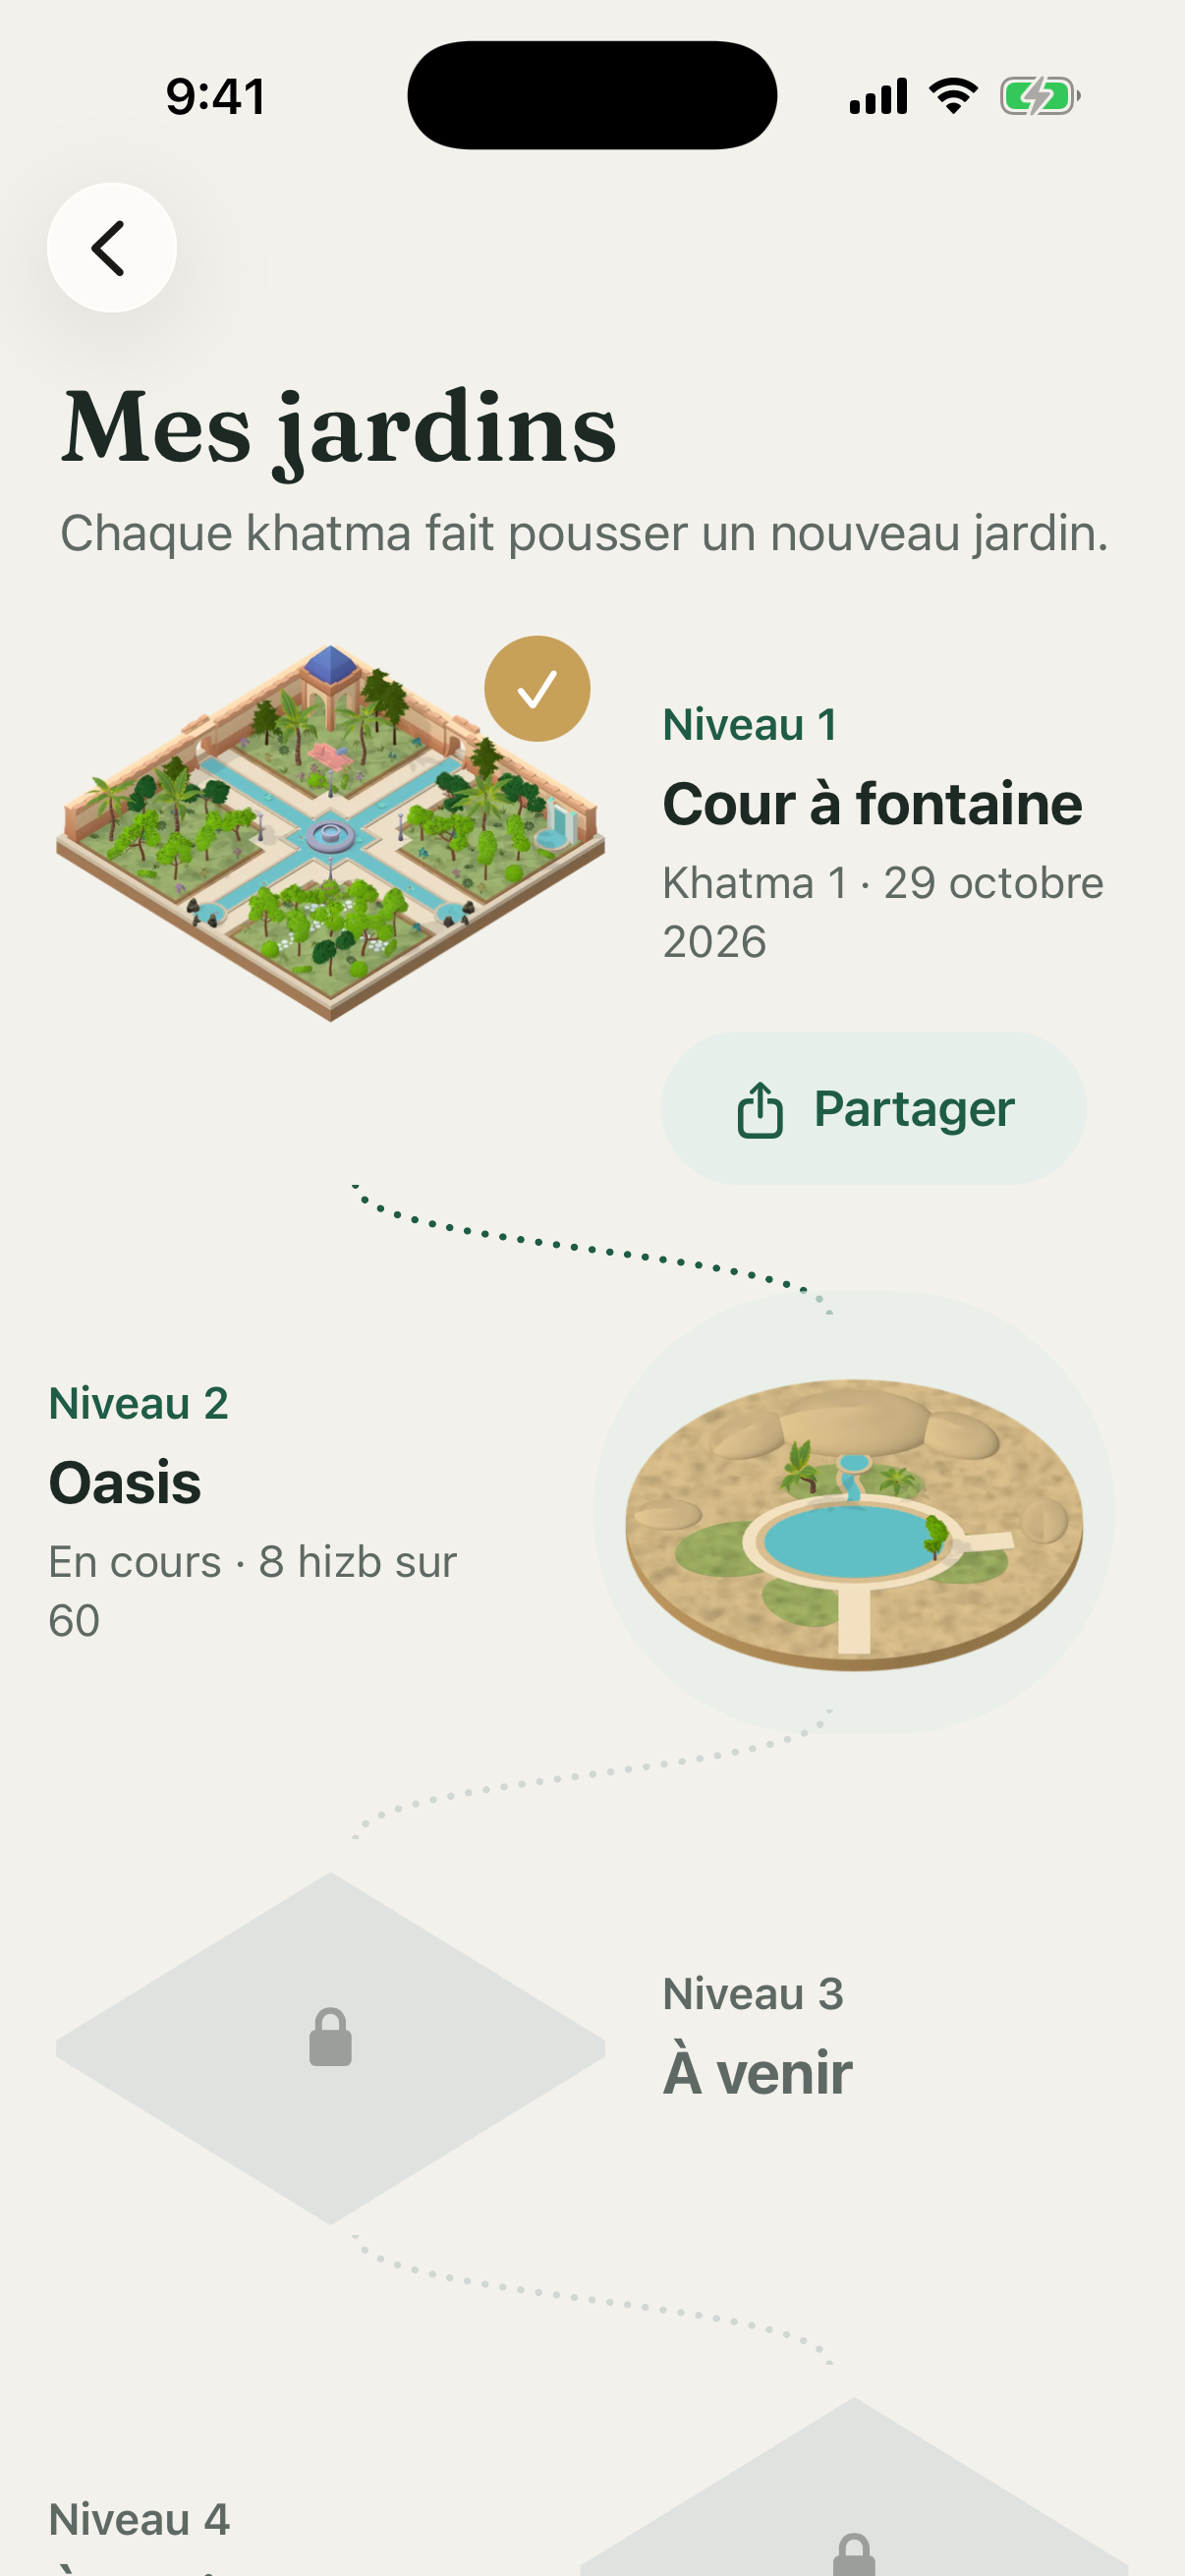 9:41
Mes jardins
Chaque khatma fait pousser un nouveau jardin.
Niveau 1
Cour à fontaine
Khatma 1 · 29 octobre
2026
Partager
Niveau 2
Oasis
En cours · 8 hizb sur
60
Niveau 3
À venir
Niveau 4